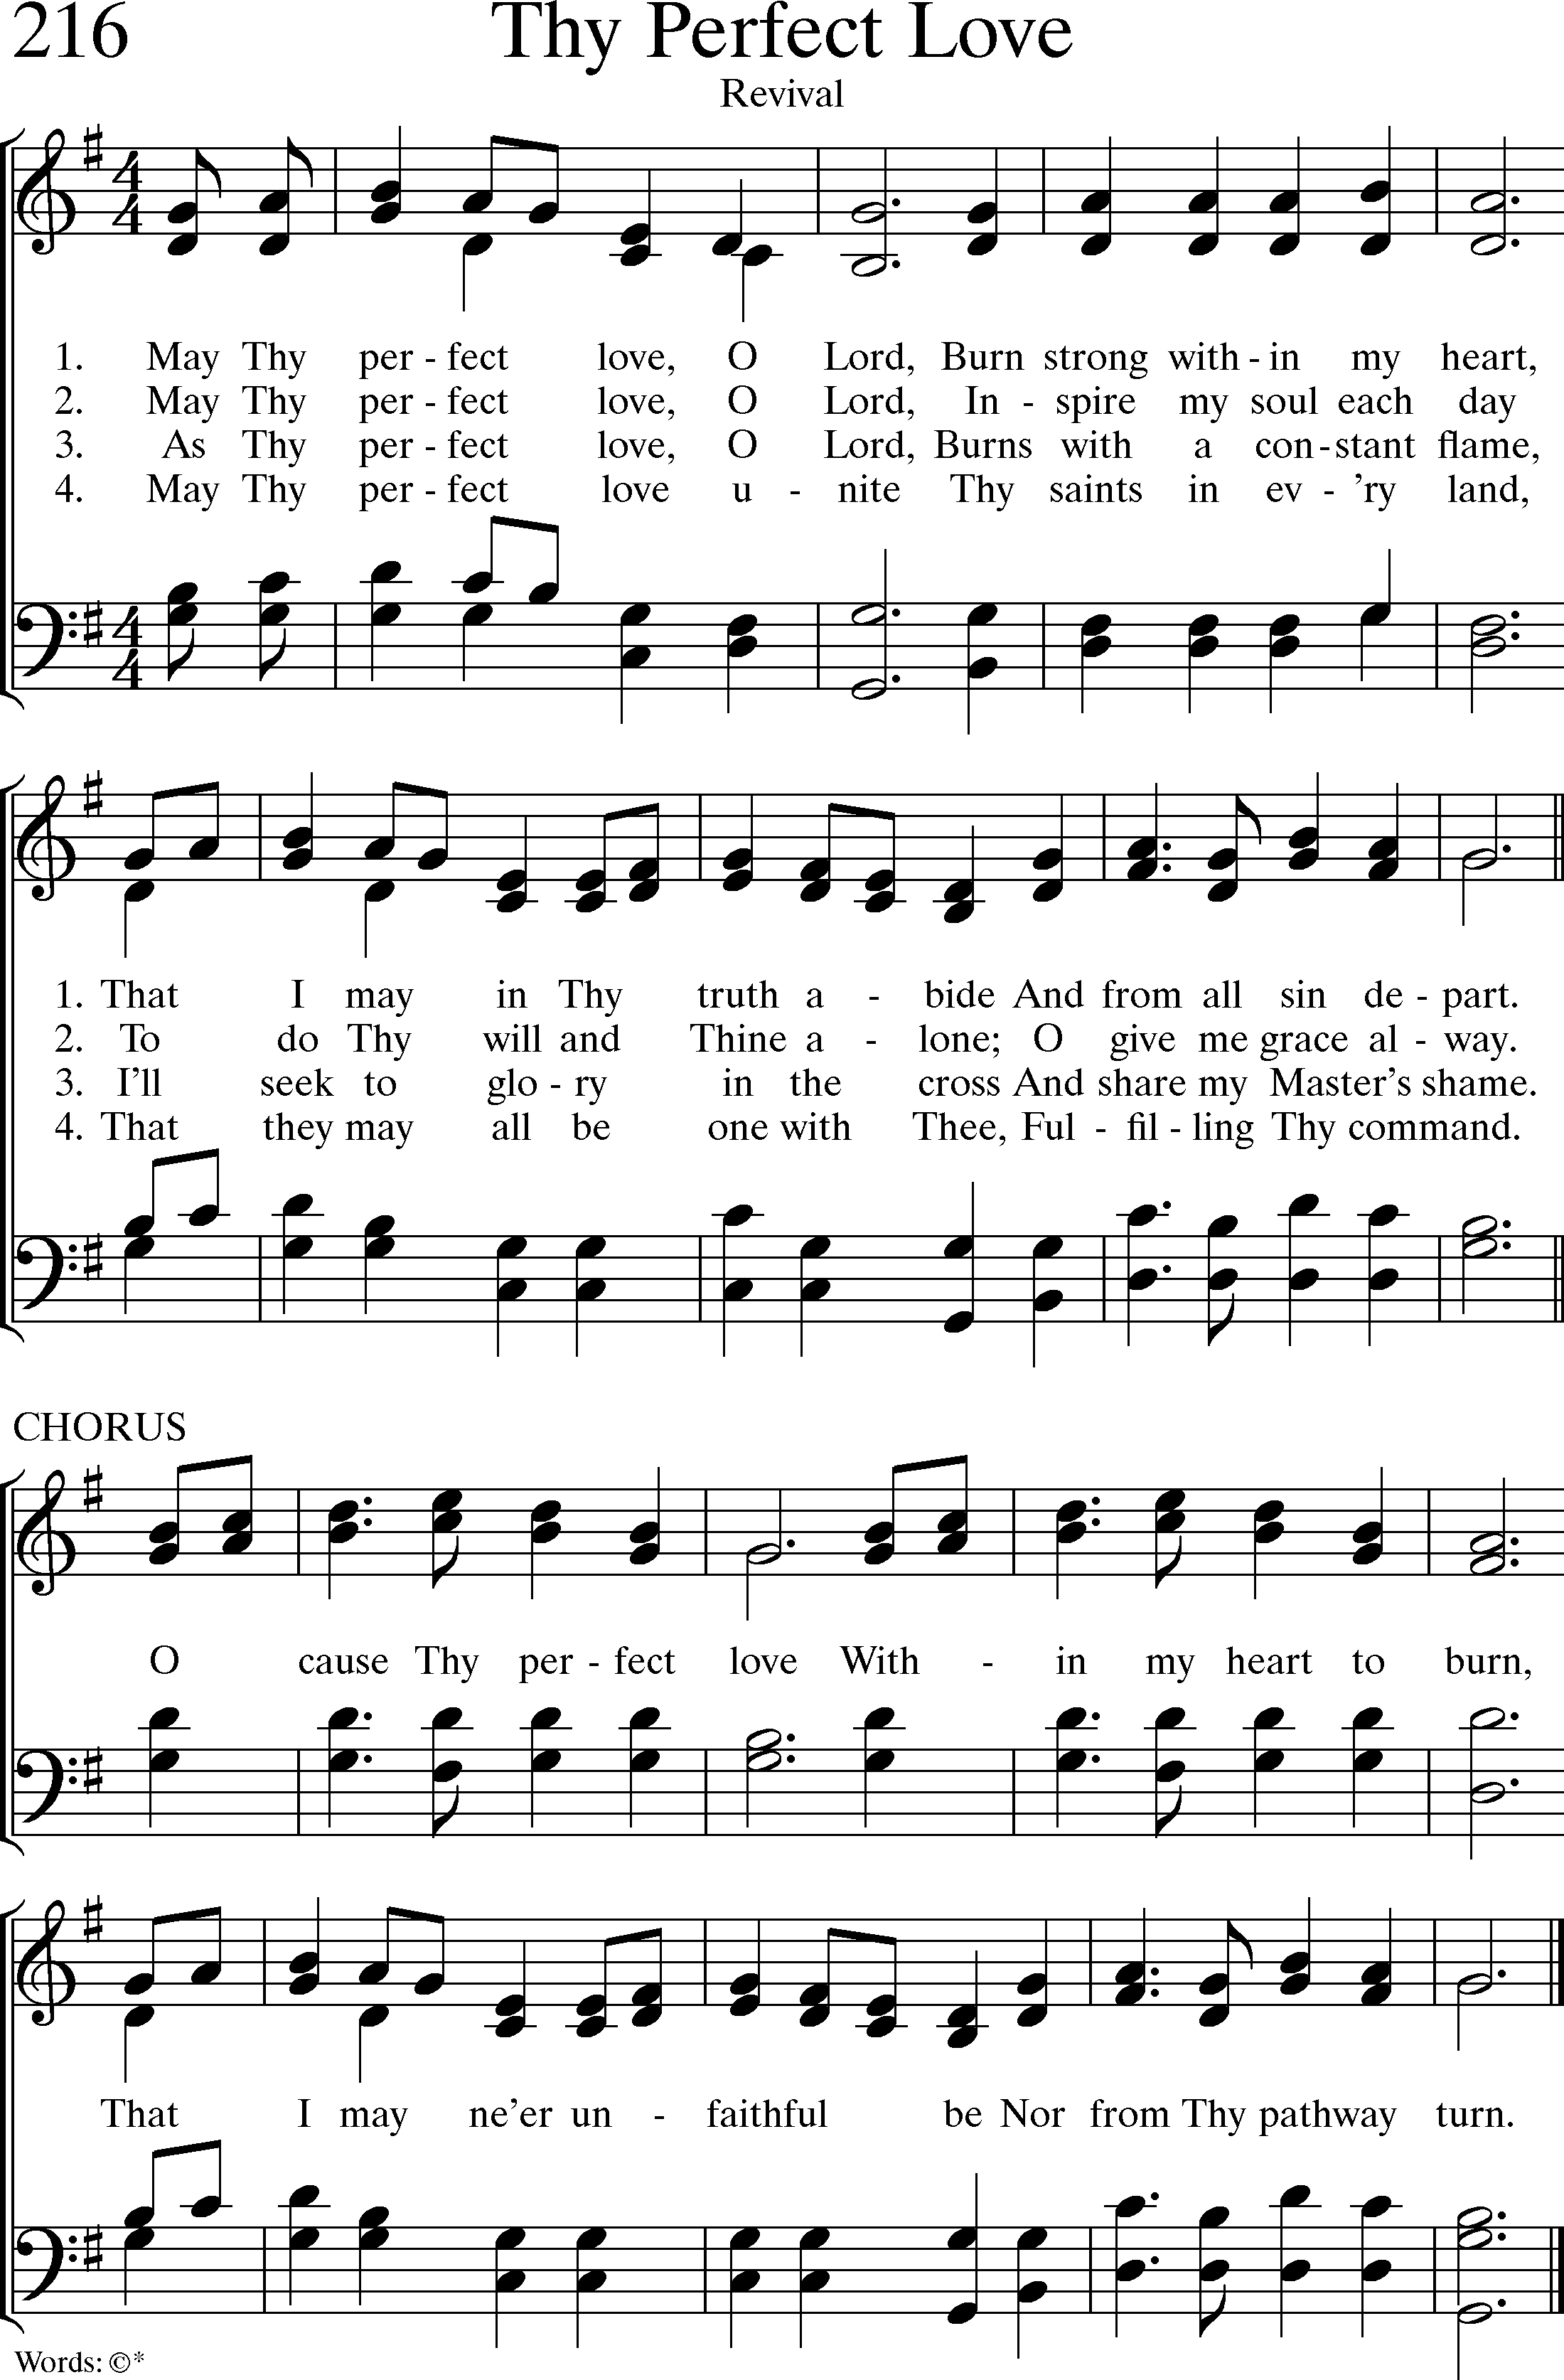 216 Thy Perfect Love
Revival
4
4
1. May Thy per - fect love, O Lord, Burn strong with - in my heart,
2. May Thy per - fect love, O Lord, In - spire my soul each day
3. As Thy per - fect love, O Lord, Burns with a con - stant flame,
4. May Thy per - fect love u - nite Thy saints in ev - 'ry land,
4
4
1. That I may in Thy truth a - bide And from all sin de - part.
2. To do Thy will and Thine a - lone; O give me grace al - way.
3. I'll seek to glo - ry in the cross And share my Master's shame.
4. That they may all be one with Thee, Ful - fil - ling Thy command.
CHORUS
O cause Thy per - fect love With - in my heart to burn,
That I may ne'er un - faithful be Nor from Thy pathway turn.
Words: ©*